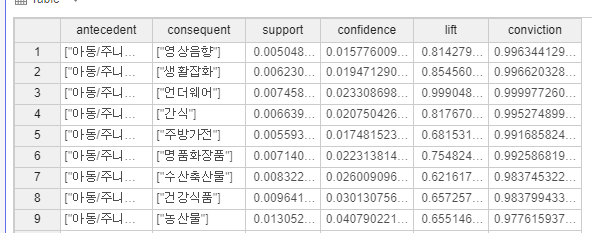 Table
antecedent consequent support confidence lift conviction
1 ["아동/주니... ["영상음향"] 0.005048... 0.015776009... 0.814279... 0.996344129...
2 ["아동/주니... ["생활잡화"] 0.006230... 0.019471290... 0.854560... 0.996620328...
3 ["아동/주니... ["언더웨어"] 0.007458... 0.023308698... 0.999048... 0.999977260...
4 ["아동/주니... ["간식"] 0.006639... 0.020750426... 0.817670... 0.995274899...
5 ["아동/주니... ["주방가전"] 0.005593... 0.017481523... 0.681531... 0.991685824...
6 ["아동/주니... ["명품화장품"] 0.007140... 0.022313814... 0.754824... 0.992586819...
7 ["아동/주니... ["수산축산물"] 0.008322... 0.026009096... 0.621617... 0.983745322...
8 ["아동/주니... ["건강식품"] 0.009641... 0.030130756... 0.657257... 0.983799433...
9 ["아동/주니... ["농산물"] 0.013052... 0.040790221... 0.655146... 0.977615937...